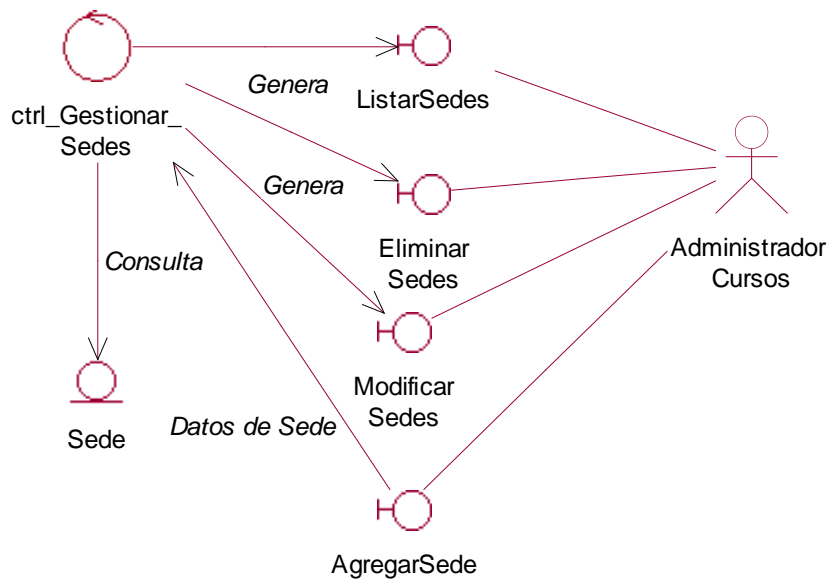 Genera
ListarSedes
ctrl_Gestionar_
Sedes
Genera
Eliminar
Sedes
Administrador
Cursos
Consulta
Modificar
Sedes
Datos de Sede
Sede
AgregarSede